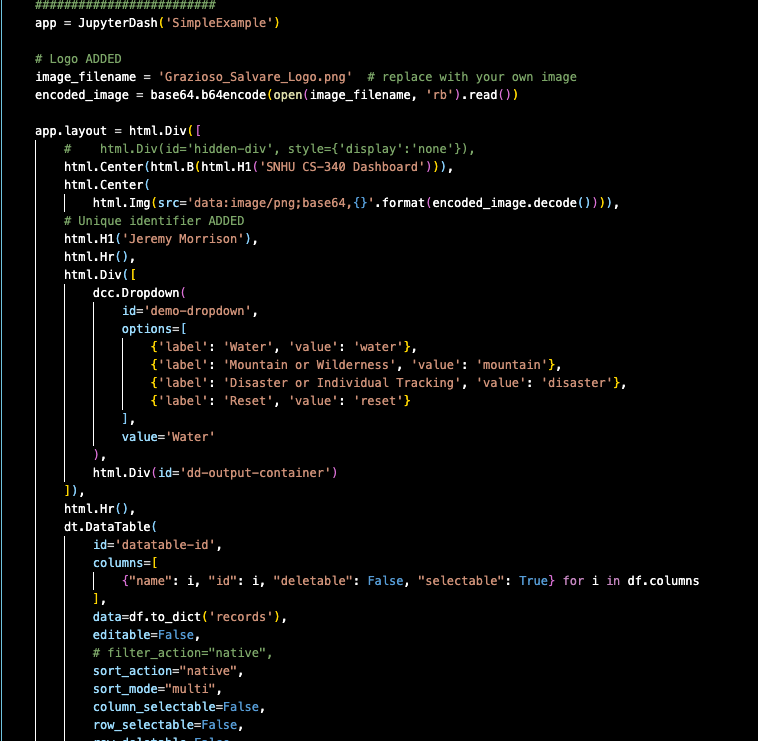 #########################
app = JupyterDash('SimpleExample')
# Logo ADDED
image_filename = 'Grazioso_Salvare_Logo.png'  # replace with your own image
encoded_image = base64.b64encode(open(image_filename, 'rb').read())
app.layout = html.Div([
    #    html.Div(id='hidden-div', style={'display':'none'}),
    html.Center(html.B(html.H1('SNHU CS-340 Dashboard'))),
    html.Center(
        html.Img(src='data:image/png;base64,{}'.format(encoded_image.decode()))),
    # Unique identifier ADDED
    html.H1('Jeremy Morrison'),
    html.Hr(),
    html.Div([
        dcc.Dropdown(
            id='demo-dropdown',
            options=[
                {'label': 'Water', 'value': 'water'},
                {'label': 'Mountain or Wilderness', 'value': 'mountain'},
                {'label': 'Disaster or Individual Tracking', 'value': 'disaster'},
                {'label': 'Reset', 'value': 'reset'}
            ],
            value='Water'
        ),
        html.Div(id='dd-output-container')
    ]),
    html.Hr(),
    dt.DataTable(
        id='datatable-id',
        columns=[
            {"name": i, "id": i, "deletable": False, "selectable": True} for i in df.columns
        ],
        data=df.to_dict('records'),
        editable=False,
        # filter_action="native",
        sort_action="native",
        sort_mode="multi",
        column_selectable=False,
        row_selectable=False,